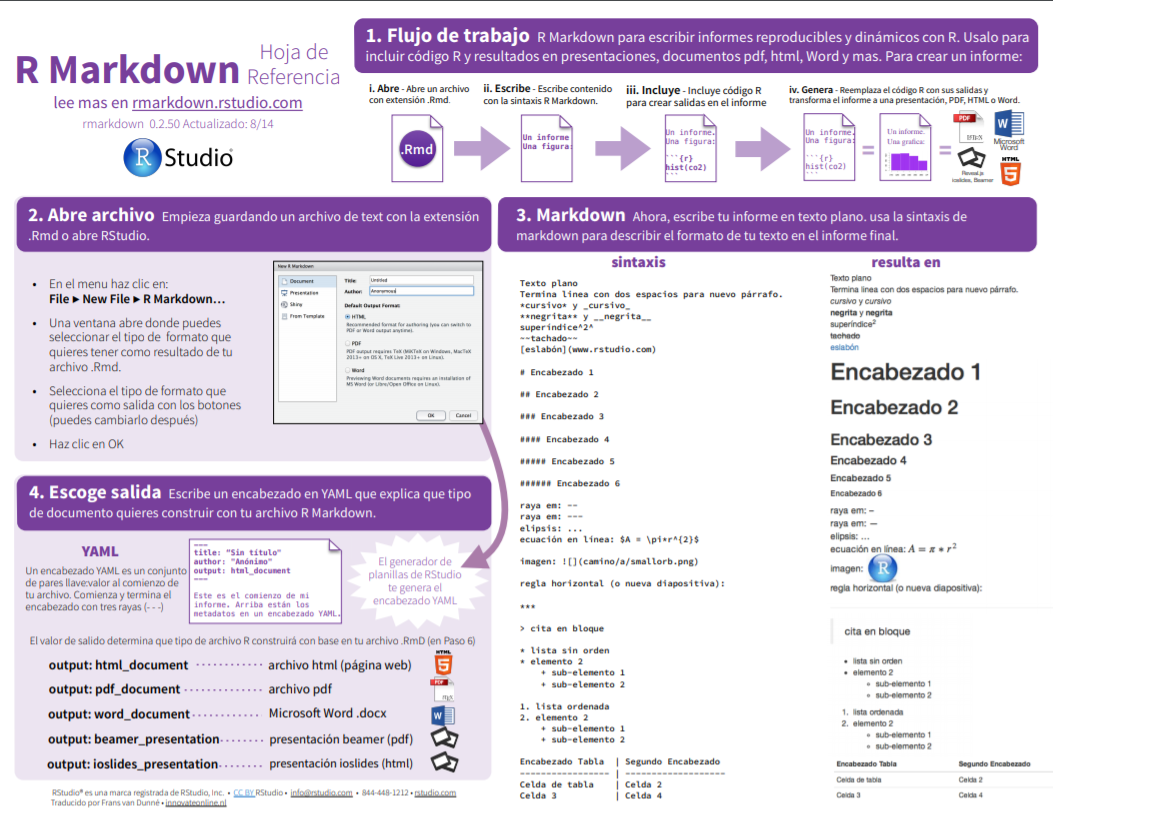 R Markdown
Hoja de
Referencia
lee mas en rmarkdown.rstudio.com
rmarkdown 0.2.50 Actualizado: 8/14
R Studio®
1. Flujo de trabajo R Markdown para escribir informes reproducibles y dinámicos con R. Usalo para
incluir código R y resultados en presentaciones, documentos pdf, html, Word y mas. Para crear un informe:
i. Abre - Abre un archivo
con extensión .Rmd.
ii. Escribe - Escribe contenido
con la sintaxis R Markdown.
iii. Incluye - Incluye código R
para crear salidas en el informe
iv. Genera - Reemplaza el código R con sus salidas y
transforma el informe a una presentación, PDF, HTML o Word.
.Rmd
Un informe.
Una figura:
Un informe.
Una figura:
```{r}
hist(co2)
```
Un informe.
Una figura:
```{r}
hist(co2)
```
=
Un informe.
Una grafica:
=
PDF
Microsoft
Word
Reveal.js
ioslides, Beamer
HTML
5
2. Abre archivo Empieza guardando un archivo de text con la extensión
.Rmd o abre RStudio.
• En el menu haz clic en:
File ▸ New File ▸ R Markdown…
• Una ventana abre donde puedes
seleccionar el tipo de formato que
quieres tener como resultado de tu
archivo .Rmd.
• Selecciona el tipo de formato que
quieres como salida con los botones
(puedes cambiarlo después)
• Haz clic en OK
New R Markdown
Document
Presentation
Shiny
From Template
Title: Untitled
Author: Anonymous
Default Output Format:
HTML
Recommended format for authoring (you can switch to
PDF or Word output anytime).
PDF
PDF output requires TeX (MiKTeX on Windows, MacTeX
2013+ on OS X, TeX Live 2013+ on Linux).
Word
Previewing Word documents requires an installation of
MS Word (or Libre/Open Office on Linux).
OK Cancel
3. Markdown Ahora, escribe tu informe en texto plano. usa la sintaxis de
markdown para describir el formato de tu texto en el informe final.
sintaxis
Texto plano
Termina linea con dos espacios para nuevo párrafo.
*cursivo* y _cursivo_
**negrita** y __negrita__
superíndice^2^
~~tachado~~
[eslabón](www.rstudio.com)
# Encabezado 1
## Encabezado 2
### Encabezado 3
#### Encabezado 4
##### Encabezado 5
###### Encabezado 6
raya em: --
raya em: ---
elipsis: ...
ecuación en linea: $A = \pi*r^{2}$
imagen: ![](camino/a/smallorb.png)
regla horizontal (o nueva diapositiva):
***
> cita en bloque
* lista sin orden
* elemento 2
+ sub-elemento 1
+ sub-elemento 2
1. lista ordenada
2. elemento 2
+ sub-elemento 1
+ sub-elemento 2
Encabezado Tabla | Segundo Encabezado
----------------- | -------------------
Celda de tabla | Celda 2
Celda 3 | Celda 4
resulta en
Texto plano
Termina linea con dos espacios para nuevo párrafo.
cursivo y cursivo
negrita y negrita
superíndice²
tachado
eslabón
Encabezado 1
Encabezado 2
Encabezado 3
Encabezado 4
Encabezado 5
Encabezado 6
raya em: –
raya em: —
elipsis: …
ecuación en línea: A = π * r²
imagen: R
regla horizontal (o nueva diapositiva):
cita en bloque
• lista sin orden
• elemento 2
◦ sub-elemento 1
◦ sub-elemento 2
1. lista ordenada
2. elemento 2
◦ sub-elemento 1
◦ sub-elemento 2
Encabezado Tabla Segundo Encabezado
Celda de tabla Celda 2
Celda 3 Celda 4
4. Escoge salida Escribe un encabezado en YAML que explica que tipo
de documento quieres construir con tu archivo R Markdown.
YAML
Un encabezado YAML es un conjunto
de pares llave:valor al comienzo de
tu archivo. Comienza y termina el
encabezado con tres rayas (- - -)
---
title: "Sin título"
author: "Anónimo"
output: html_document
---
Este es el comienzo de mi
informe. Arriba están los
metadatos en un encabezado YAML.
El generador de
planillas de RStudio
te genera el
encabezado YAML
El valor de salido determina que tipo de archivo R construirá con base en tu archivo .RmD (en Paso 6)
output: html_document ············ archivo html (página web)
HTML
5
output: pdf_document ············ archivo pdf
PDF
output: word_document ············ Microsoft Word .docx
W
output: beamer_presentation ········ presentación beamer (pdf)
output: ioslides_presentation ········ presentación ioslides (html)
RStudio® es una marca registrada de RStudio, Inc. • CC BY RStudio • info@rstudio.com • 844-448-1212 • rstudio.com
Traducido por Frans van Dunné • innovateonline.nl